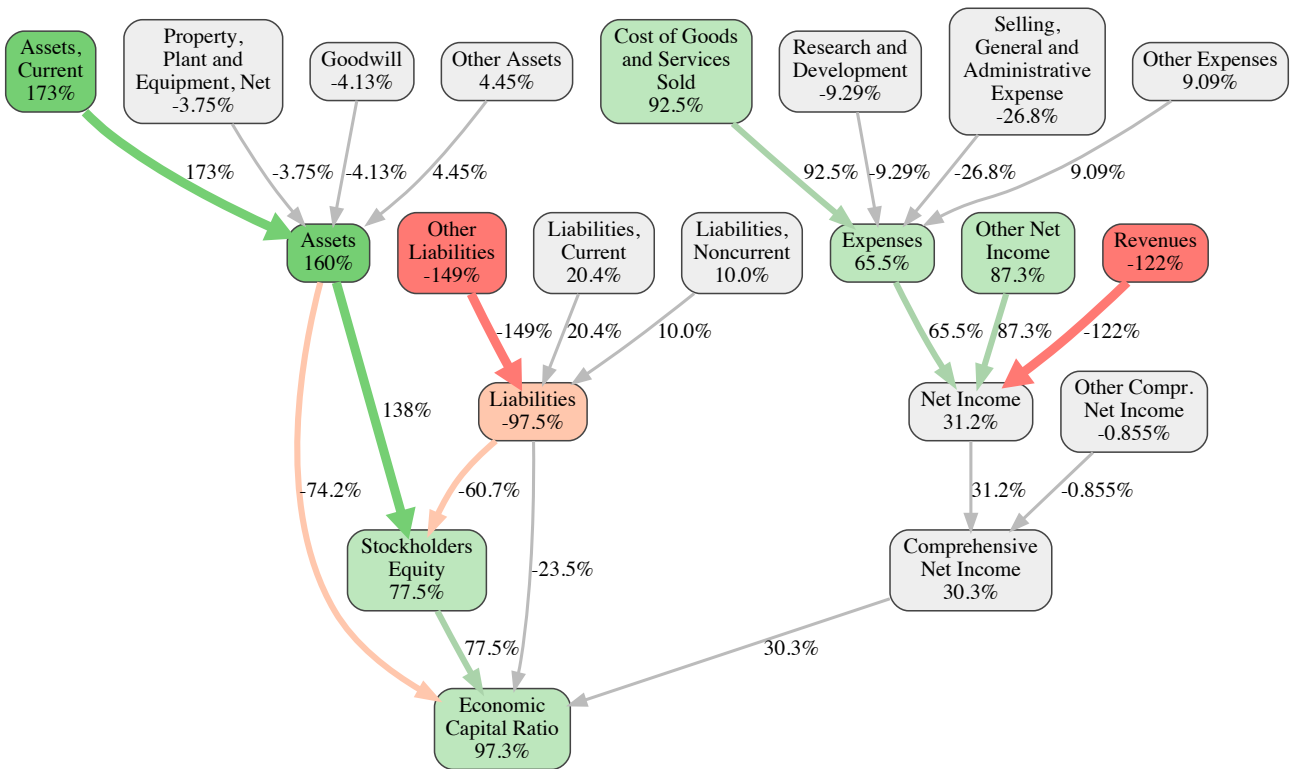 Assets,
Current
173%
Property,
Plant and
Equipment, Net
-3.75%
Goodwill
-4.13%
Other Assets
4.45%
Cost of Goods
and Services
Sold
92.5%
Research and
Development
-9.29%
Selling,
General and
Administrative
Expense
-26.8%
Other Expenses
9.09%
173%
-3.75%
-4.13%
4.45%
92.5%
-9.29%
-26.8%
9.09%
Assets
160%
Other
Liabilities
-149%
Liabilities,
Current
20.4%
Liabilities,
Noncurrent
10.0%
Expenses
65.5%
Other Net
Income
87.3%
Revenues
-122%
-149%
20.4%
10.0%
65.5%
87.3%
-122%
138%
Liabilities
-97.5%
Net Income
31.2%
Other Compr.
Net Income
-0.855%
-74.2%
-60.7%
31.2%
-0.855%
Stockholders
Equity
77.5%
-23.5%
Comprehensive
Net Income
30.3%
77.5%
30.3%
Economic
Capital Ratio
97.3%